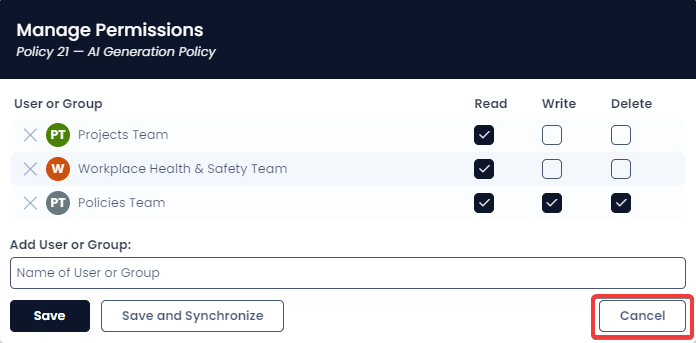 Manage Permissions
Policy 21 — AI Generation Policy
User or Group Read Write Delete
PT Projects Team
W Workplace Health & Safety Team
PT Policies Team
Add User or Group:
Name of User or Group
Save Save and Synchronize Cancel